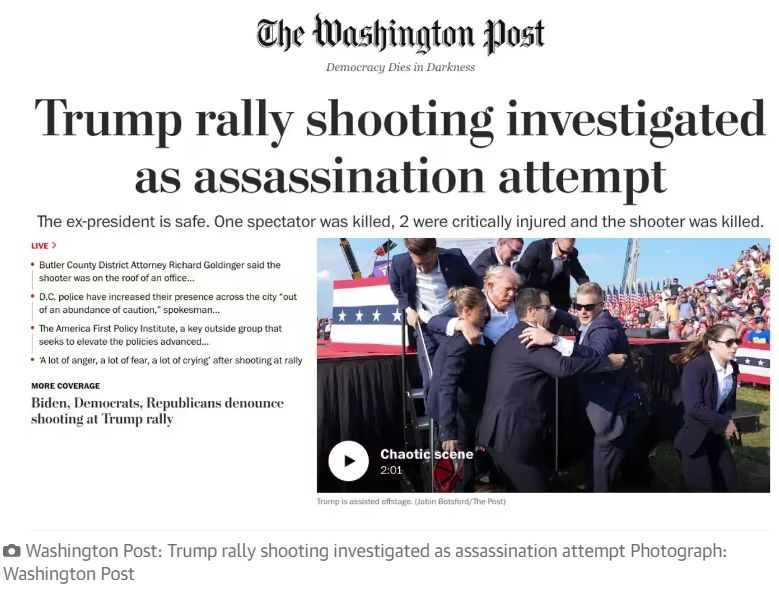 The Washington Post
Democracy Dies in Darkness
Trump rally shooting investigated
as assassination attempt
The ex-president is safe. One spectator was killed, 2 were critically injured and the shooter was killed.
LIVE >
• Butler County District Attorney Richard Goldinger said the
shooter was on the roof of an office...
• D.C. police have increased their presence across the city “out
of an abundance of caution,” spokesman...
• The America First Policy Institute, a key outside group that
seeks to elevate the policies advanced...
• ‘A lot of anger, a lot of fear, a lot of crying’ after shooting at rally
MORE COVERAGE
Biden, Democrats, Republicans denounce
shooting at Trump rally
Chaotic scene
2:01
Trump is assisted offstage. (Jabin Botsford/The Post)
Washington Post: Trump rally shooting investigated as assassination attempt Photograph:
Washington Post